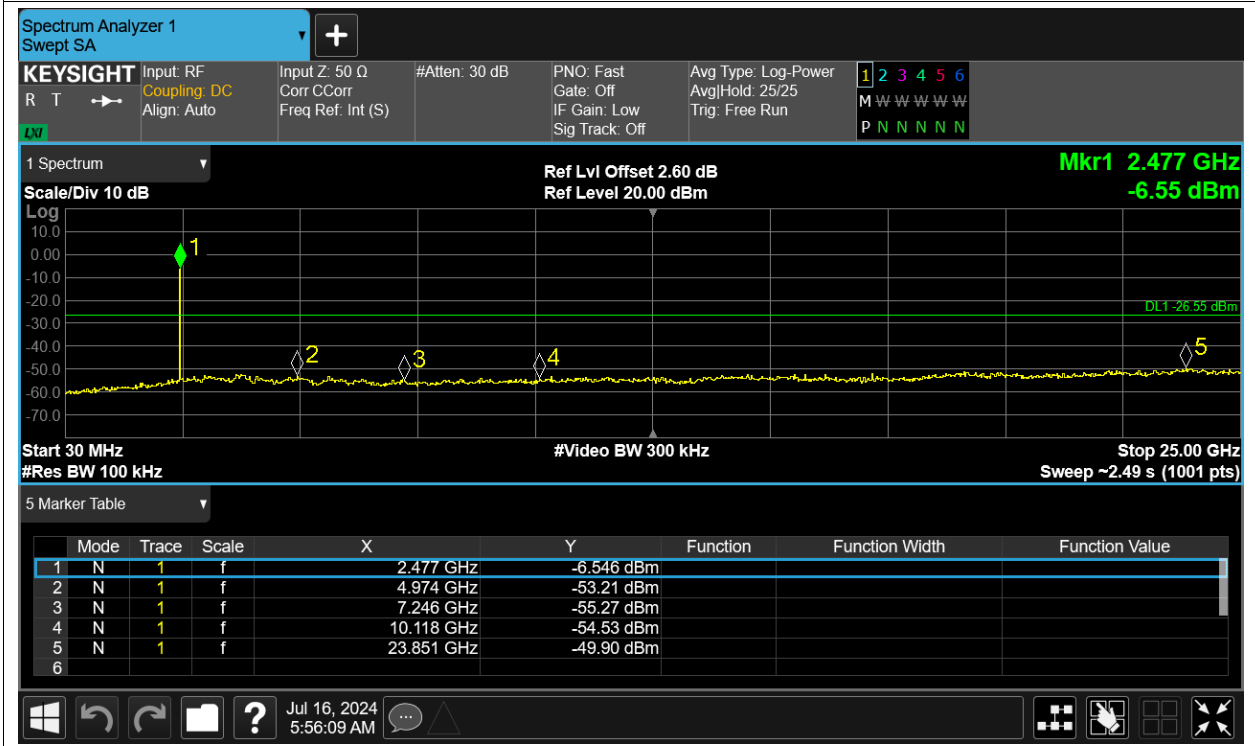 Spectrum Analyzer 1
Swept SA
+
KEYSIGHT Input: RF Input Z: 50 Ω #Atten: 30 dB PNO: Fast Avg Type: Log-Power 1 2 3 4 5 6
R T Coupling: DC Corr CCorr Gate: Off Avg|Hold: 25/25 M W W W W W
Align: Auto Freq Ref: Int (S) IF Gain: Low Trig: Free Run
LXI Sig Track: Off P N N N N N
1 Spectrum Ref Lvl Offset 2.60 dB Mkr1 2.477 GHz
Scale/Div 10 dB Ref Level 20.00 dBm -6.55 dBm
Log
10.0
0.00
-10.0
-20.0
-30.0
-40.0
-50.0
-60.0
-70.0
1
DL1 -26.55 dBm
2
3
4
5
Start 30 MHz #Video BW 300 kHz Stop 25.00 GHz
#Res BW 100 kHz Sweep ~2.49 s (1001 pts)
5 Marker Table
Mode Trace Scale X Y Function Function Width Function Value
1 N 1 f 2.477 GHz -6.546 dBm
2 N 1 f 4.974 GHz -53.21 dBm
3 N 1 f 7.246 GHz -55.27 dBm
4 N 1 f 10.118 GHz -54.53 dBm
5 N 1 f 23.851 GHz -49.90 dBm
6
? Jul 16, 2024
5:56:09 AM